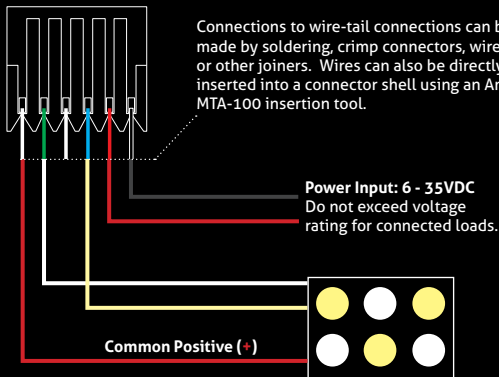 Connections to wire-tail connections can b
made by soldering, crimp connectors, wire
or other joiners. Wires can also be directly
inserted into a connector shell using an A
MTA-100 insertion tool.
Power Input: 6 - 35VDC
Do not exceed voltage
rating for connected loads.
Common Positive (+)